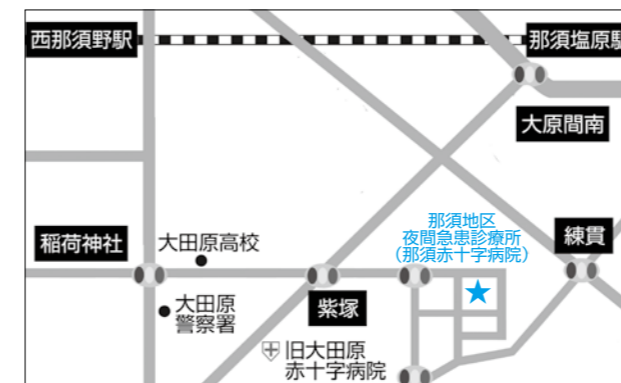 西那須野駅
那須塩原駅
大原間南
那須地区
夜間急患診療所
(那須赤十字病院)
練貫
稲荷神社
大田原高校
大田原
警察署
紫塚
旧大田原
赤十字病院